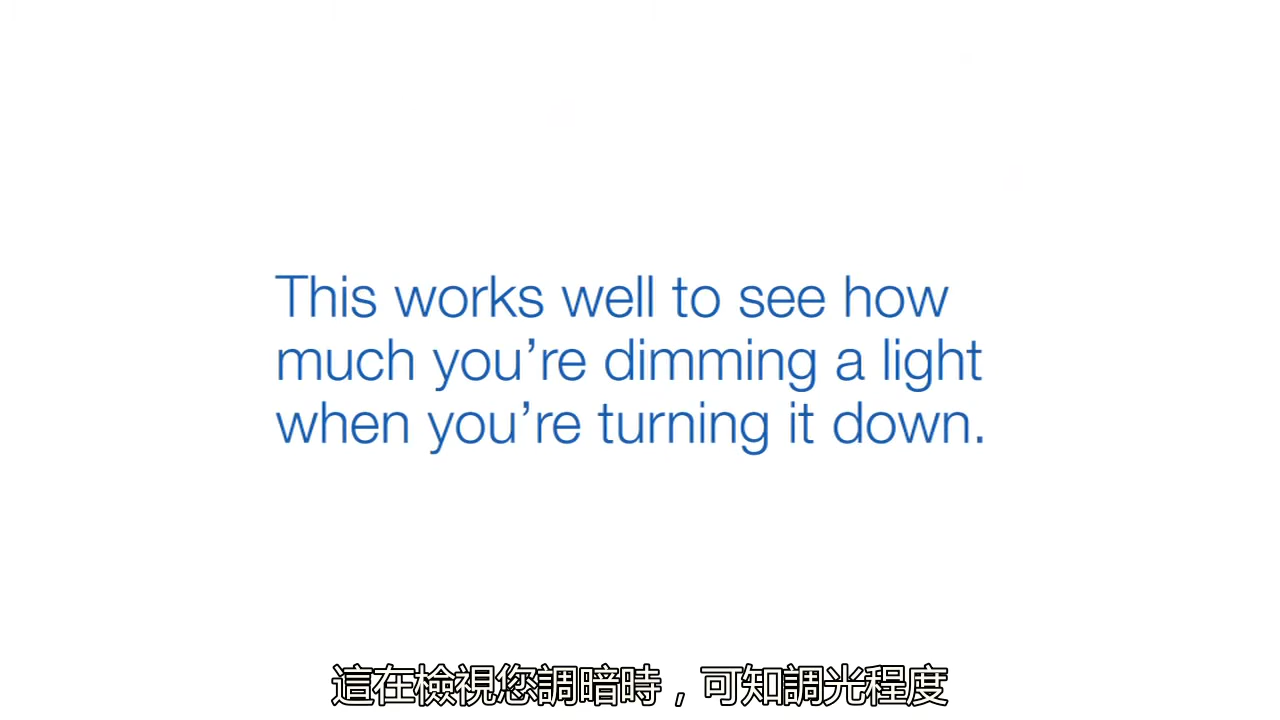 This works well to see how
much you’re dimming a light
when you’re turning it down.
這在檢視您調暗時，可知調光程度